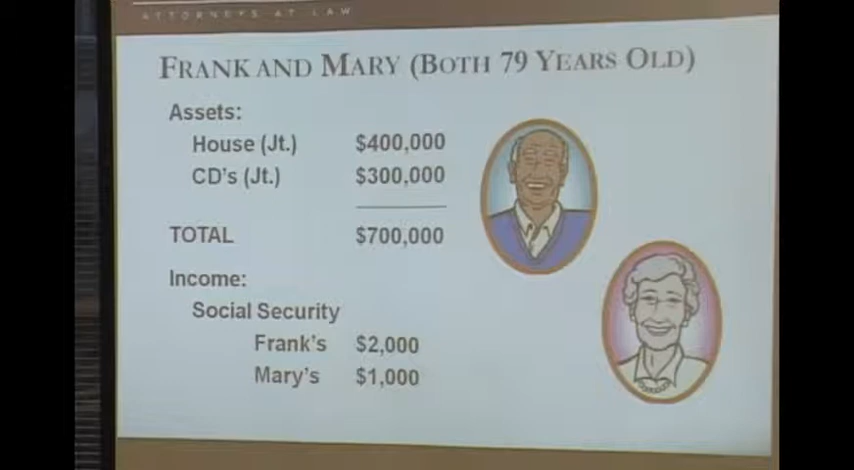 ATTORNEYS AT LAW
FRANK AND MARY (BOTH 79 YEARS OLD)
Assets:
House (Jt.) $400,000
CD's (Jt.) $300,000
TOTAL $700,000
Income:
Social Security
Frank's $2,000
Mary's $1,000